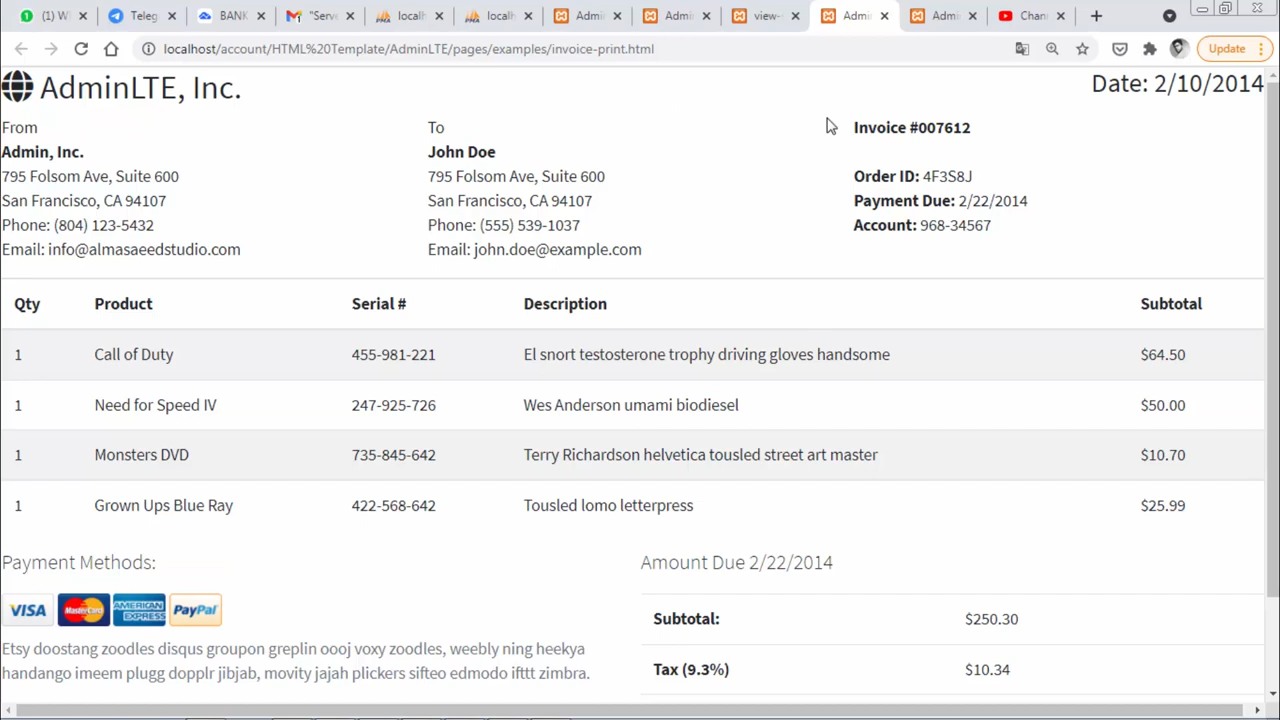 (1) W
Teleg
BANK
"Serv
localh
localh
Admi
Admin
view-
Admi
Admin
Chan
localhost/account/HTML%20Template/AdminLTE/pages/examples/invoice-print.html
Update
AdminLTE, Inc.
Date: 2/10/2014
From
Admin, Inc.
795 Folsom Ave, Suite 600
San Francisco, CA 94107
Phone: (804) 123-5432
Email: info@almasaeedstudio.com
To
John Doe
795 Folsom Ave, Suite 600
San Francisco, CA 94107
Phone: (555) 539-1037
Email: john.doe@example.com
Invoice #007612
Order ID: 4F3S8J
Payment Due: 2/22/2014
Account: 968-34567
Qty Product Serial # Description Subtotal
1 Call of Duty 455-981-221 El snort testosterone trophy driving gloves handsome $64.50
1 Need for Speed IV 247-925-726 Wes Anderson umami biodiesel $50.00
1 Monsters DVD 735-845-642 Terry Richardson helvetica tousled street art master $10.70
1 Grown Ups Blue Ray 422-568-642 Tousled lomo letterpress $25.99
Payment Methods:
VISA MasterCard AMERICAN EXPRESS PayPal
Etsy doostang zoodles disqus groupon greplin oooj voxy zoodles, weebly ning heekya
handango imeem plugg dopplr jibjab, movity jajah plickers sifteo edmodo ifttt zimbra.
Amount Due 2/22/2014
Subtotal: $250.30
Tax (9.3%) $10.34